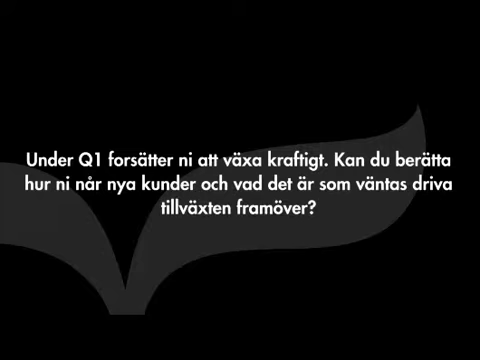 Under Q1 forsätter ni att växa kraftigt. Kan du berätta
hur ni når nya kunder och vad det är som väntas driva
tillväxten framöver?